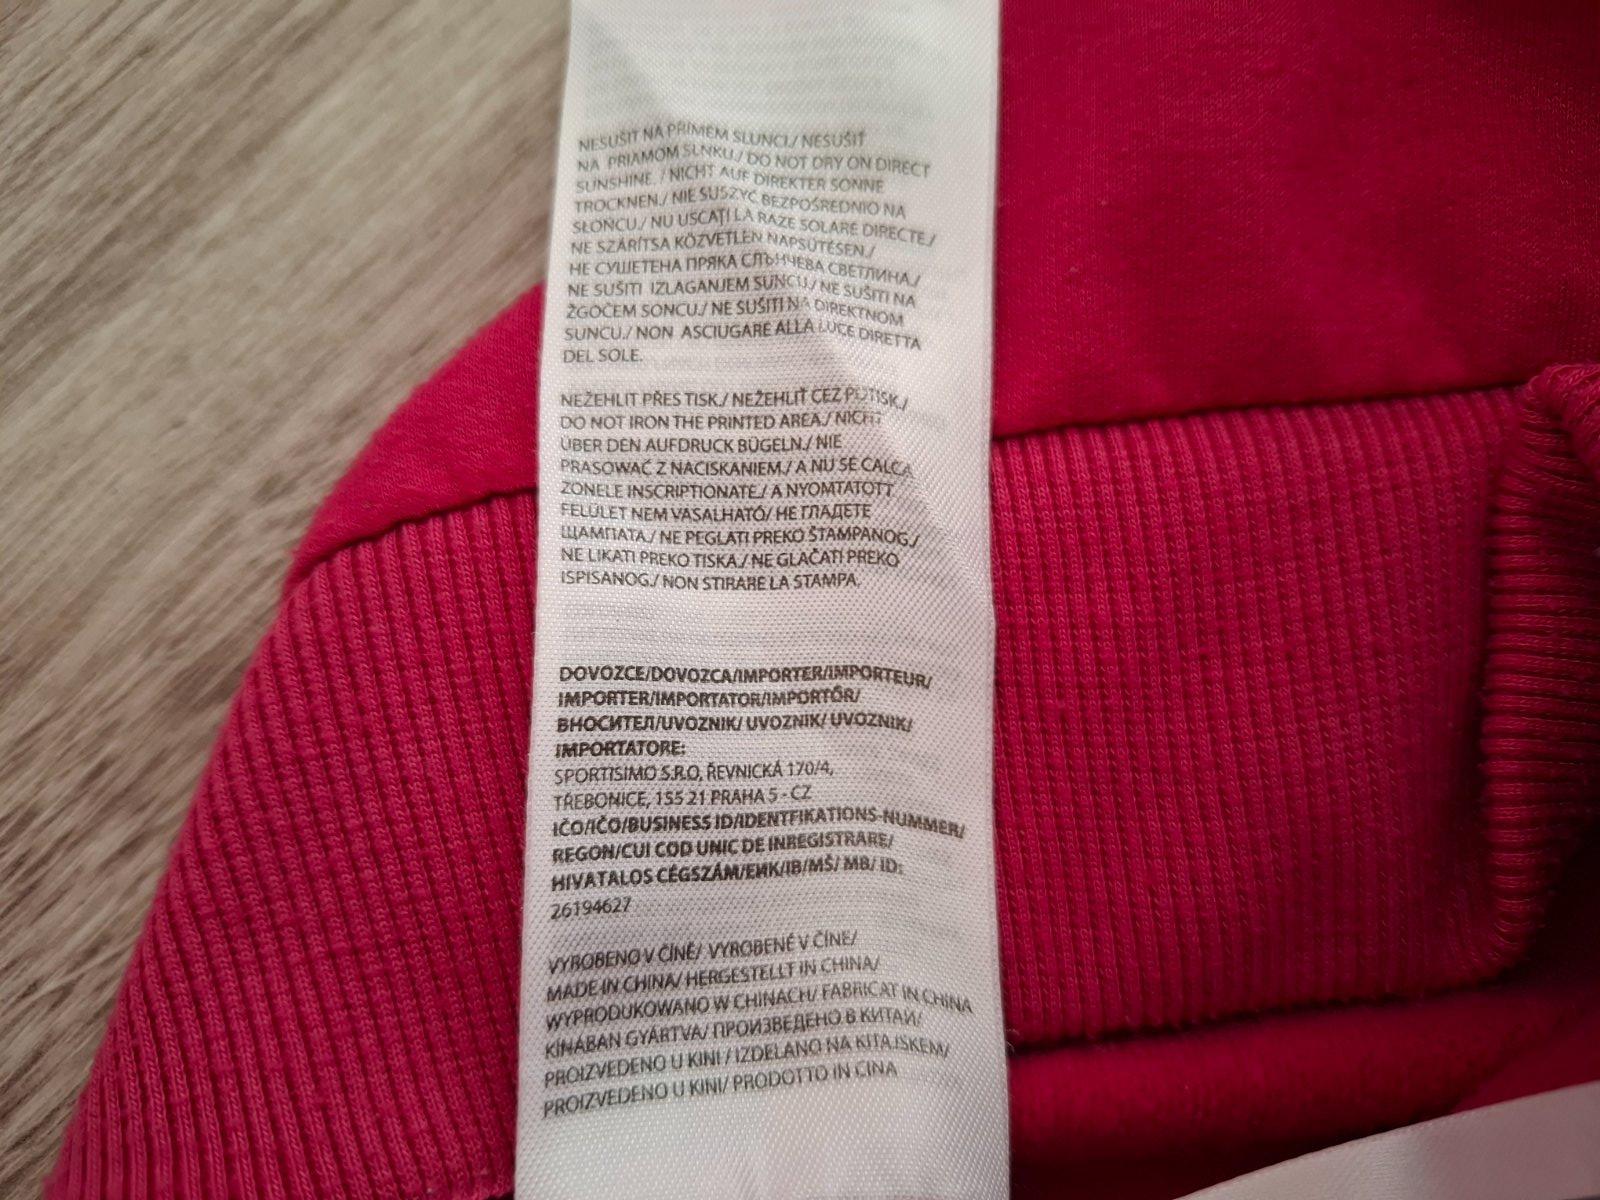 NESUŠIT NA PŘÍMÉM SLUNCI./ NESUŠIŤ
NA PRIAMOM SLNKU./ DO NOT DRY ON DIRECT
SUNSHINE. / NICHT AUF DIREKTER SONNE
TROCKNEN./ NIE SUSZYĆ BEZPOŚREDNIO NA
SŁOŃCU./ NU USCAȚI LA RAZE SOLARE DIRECTE./
NE SZÁRÍTSA KÖZVETLEN NAPSÜTÉSEN./
НЕ СУШЕТЕНА ПРЯКА СЛЪНЧЕВА СВЕТЛИНА./
NE SUŠITI IZLAGANJEM SUNCU./ NE SUŠITI NA
ŽGOČEM SONCU./ NE SUŠITI NA DIREKTNOM
SUNCU./ NON ASCIUGARE ALLA LUCE DIRETTA
DEL SOLE.
NEŽEHLIT PŘES TISK./ NEŽEHLIŤ CEZ POTISK./
DO NOT IRON THE PRINTED AREA./ NICHT
ÜBER DEN AUFDRUCK BÜGELN./ NIE
PRASOWAĆ Z NACISKANIEM./ A NU SE CALCA
ZONELE INSCRIPTIONATE./ A NYOMTATOTT
FELÜLET NEM VASALHATÓ/ НЕ ГЛАДЕТЕ
ЩАМПАТА./ NE PEGLATI PREKO ŠTAMPANOG./
NE LIKATI PREKO TISKA./ NE GLAČATI PREKO
ISPISANOG./ NON STIRARE LA STAMPA.
DOVOZCE/DOVOZCA/IMPORTER/IMPORTEUR/
IMPORTER/IMPORTATOR/IMPORTŐR/
ВНОСИТЕЛ/UVOZNIK/ UVOZNIK/ UVOZNIK/
IMPORTATORE:
SPORTISIMO S.R.O, ŘEVNICKÁ 170/4,
TŘEBONICE, 155 21 PRAHA 5 - CZ
IČO/IČO/BUSINESS ID/IDENTFIKATIONS-NUMMER/
REGON/CUI COD UNIC DE INREGISTRARE/
HIVATALOS CÉGSZÁM/ЕИК/IB/MŠ/ MB/ ID:
26194627
VYROBENO V ČÍNĚ/ VYROBENÉ V ČÍNE/
MADE IN CHINA/ HERGESTELLT IN CHINA/
WYPRODUKOWANO W CHINACH/ FABRICAT IN CHINA
KÍNÁBAN GYÁRTVA/ ПРОИЗВЕДЕНО В КИТАЙ/
PROIZVEDENO U KINI / IZDELANO NA KITAJSKEM/
PROIZVEDENO U KINI/ PRODOTTO IN CINA